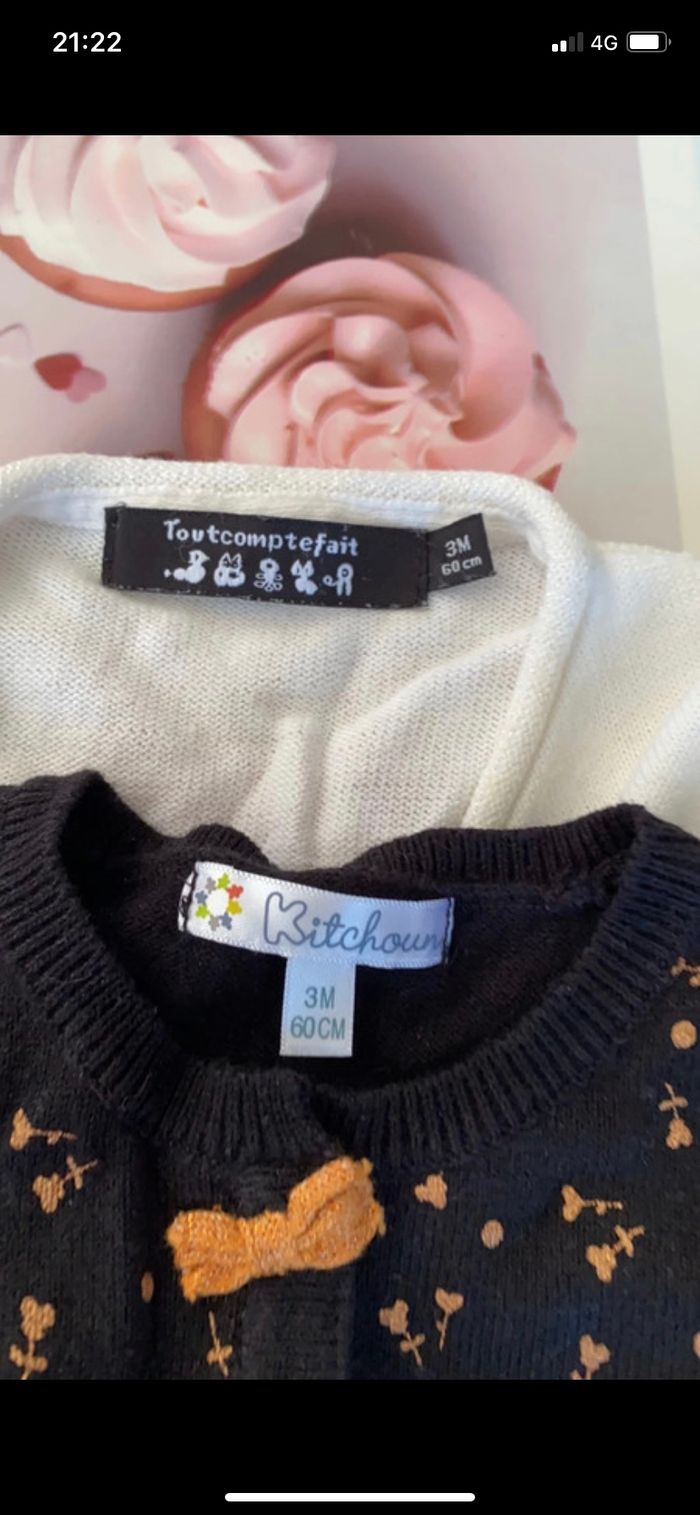 21:22
4G
Toutcomptefait
3M
60 cm
Kitchoun
3M
60CM